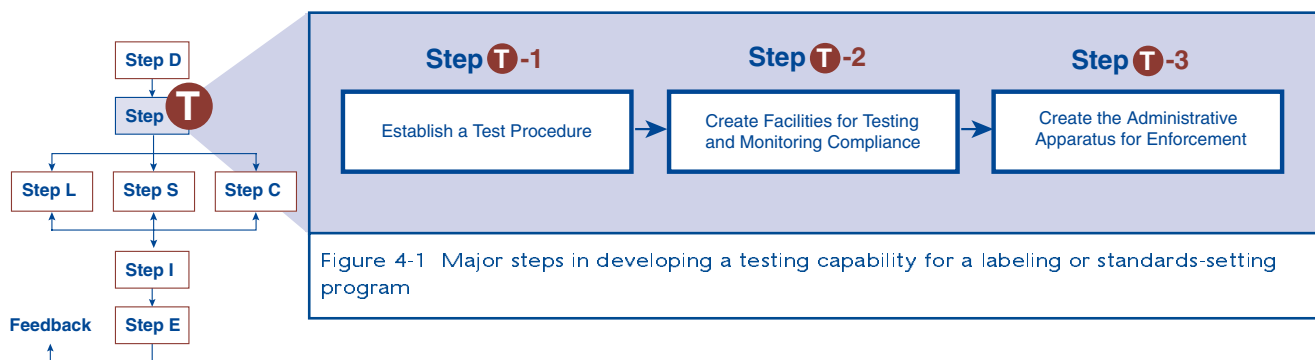 Step D
Step T
Step L
Step S
Step C
Step I
Step E
Feedback
Step T-1
Establish a Test Procedure
Step T-2
Create Facilities for Testing
and Monitoring Compliance
Step T-3
Create the Administrative
Apparatus for Enforcement
Figure 4-1 Major steps in developing a testing capability for a labeling or standards-setting
program